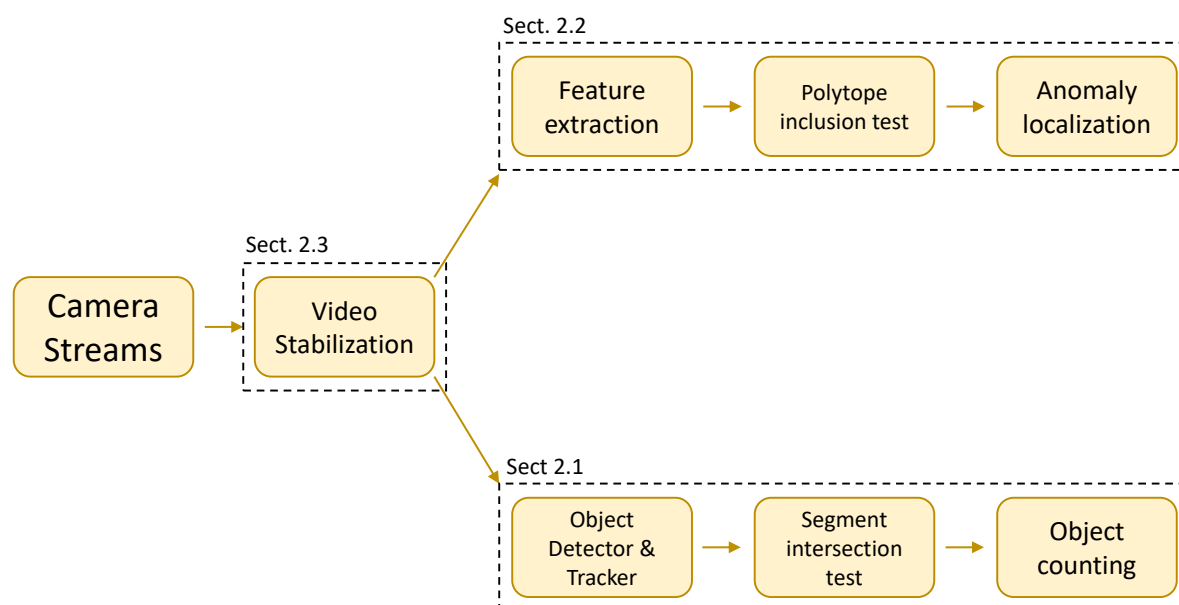 Sect. 2.2
Feature
extraction
Polytope
inclusion test
Anomaly
localization
Sect. 2.3
Camera
Streams
Video
Stabilization
Sect 2.1
Object
Detector &
Tracker
Segment
intersection
test
Object
counting